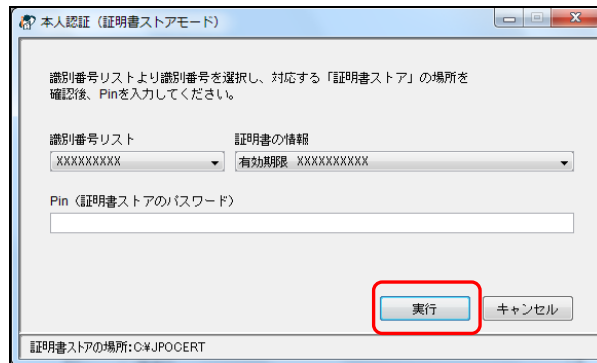 本人認証（証明書ストアモード）
識別番号リストより識別番号を選択し、対応する「証明書ストア」の場所を
確認後、Pinを入力してください。
識別番号リスト 証明書の情報
XXXXXXXXX 有効期限 XXXXXXXXXX
Pin（証明書ストアのパスワード）
実行 キャンセル
証明書ストアの場所:C:¥JPOCERT